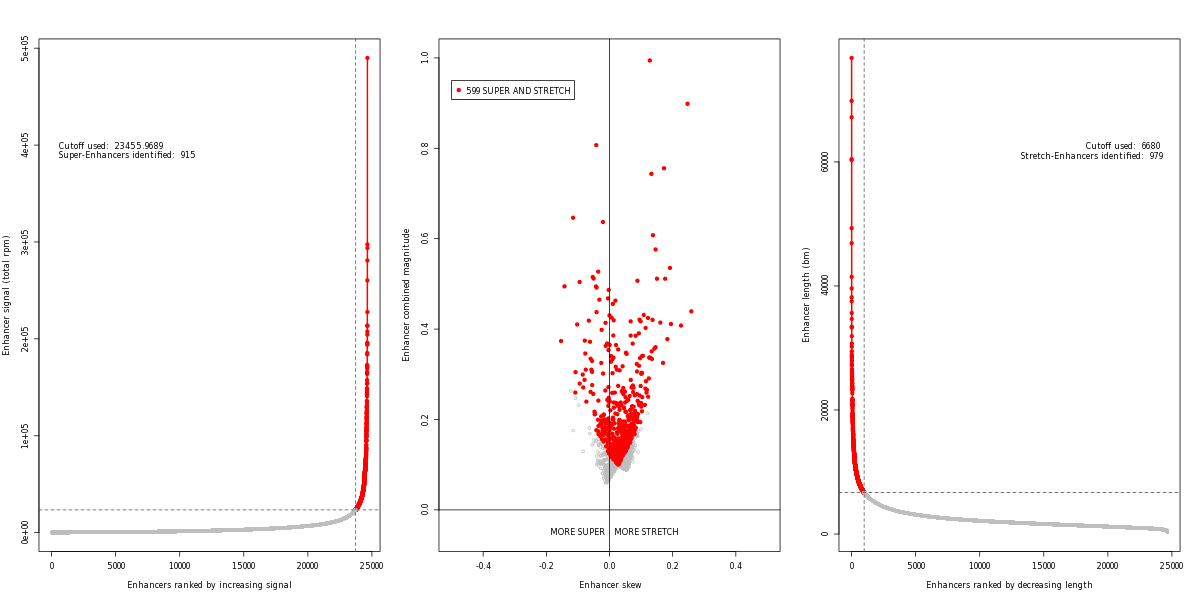 Enhancer signal (total rpm)
0e+00
1e+05
2e+05
3e+05
4e+05
5e+05
Cutoff used: 23455.9689
Super-Enhancers identified: 915
0 5000 10000 15000 20000 25000
Enhancers ranked by increasing signal
Enhancer combined magnitude
0.0
0.2
0.4
0.6
0.8
1.0
599 SUPER AND STRETCH
MORE SUPER MORE STRETCH
-0.4 -0.2 0.0 0.2 0.4
Enhancer skew
Enhancer length (bm)
0
20000
40000
60000
Cutoff used: 6680
Stretch-Enhancers identified: 979
0 5000 10000 15000 20000 25000
Enhancers ranked by decreasing length